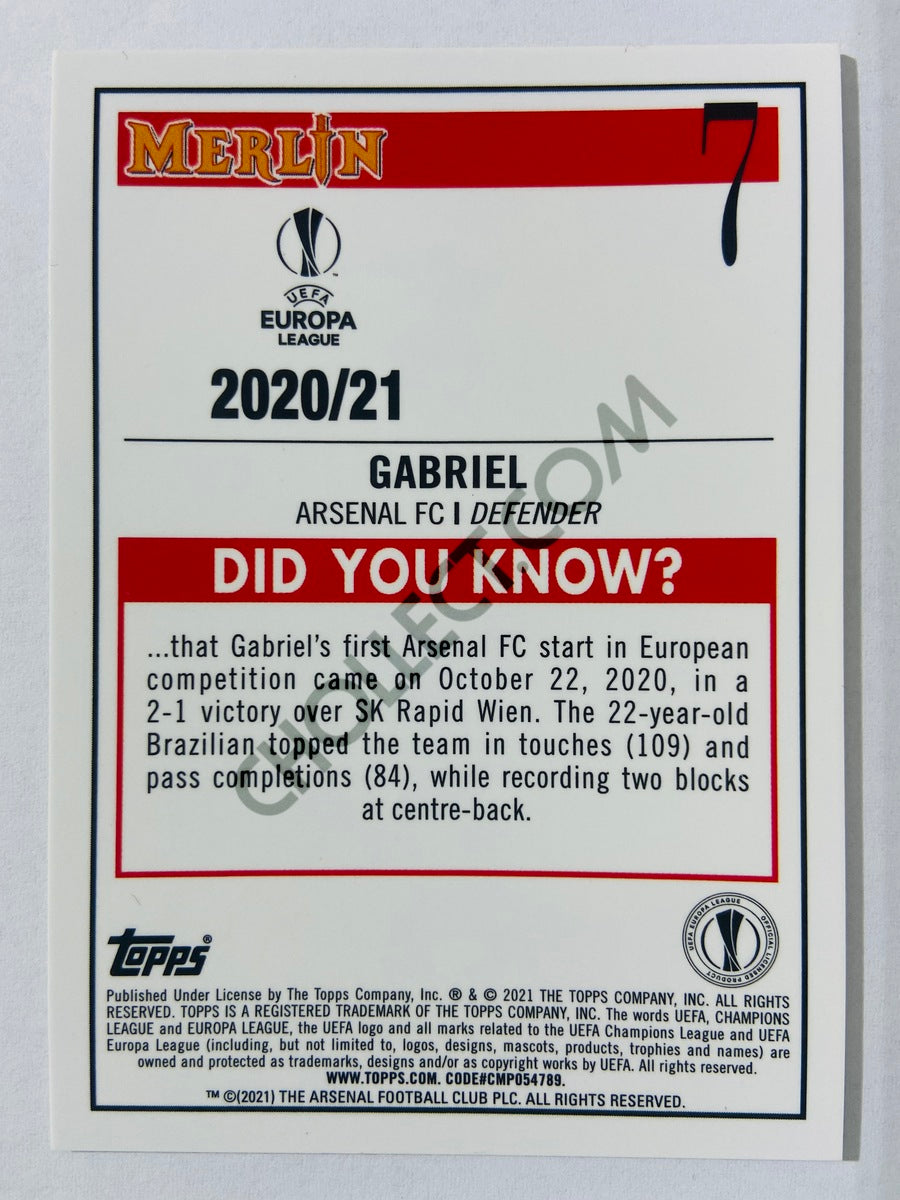 MERLIN
7
UEFA
EUROPA
LEAGUE
2020/21
GABRIEL
ARSENAL FC | DEFENDER
DID YOU KNOW?
...that Gabriel's first Arsenal FC start in European
competition came on October 22, 2020, in a
2-1 victory over SK Rapid Wien. The 22-year-old
Brazilian topped the team in touches (109) and
pass completions (84), while recording two blocks
at centre-back.
CHOLLECT.COM
topps®
UEFA EUROPA LEAGUE
OFFICIAL LICENSED PRODUCT
Published Under License by The Topps Company, Inc. ® & © 2021 THE TOPPS COMPANY, INC. ALL RIGHTS
RESERVED. TOPPS IS A REGISTERED TRADEMARK OF THE TOPPS COMPANY, INC. The words UEFA, CHAMPIONS
LEAGUE and EUROPA LEAGUE, the UEFA logo and all marks related to the UEFA Champions League and UEFA
Europa League (including, but not limited to, logos, designs, mascots, products, trophies and names) are
owned and protected as trademarks, designs and/or as copyright works by UEFA. All rights reserved.
WWW.TOPPS.COM. CODE#CMP054789.
™ ©(2021) THE ARSENAL FOOTBALL CLUB PLC. ALL RIGHTS RESERVED.